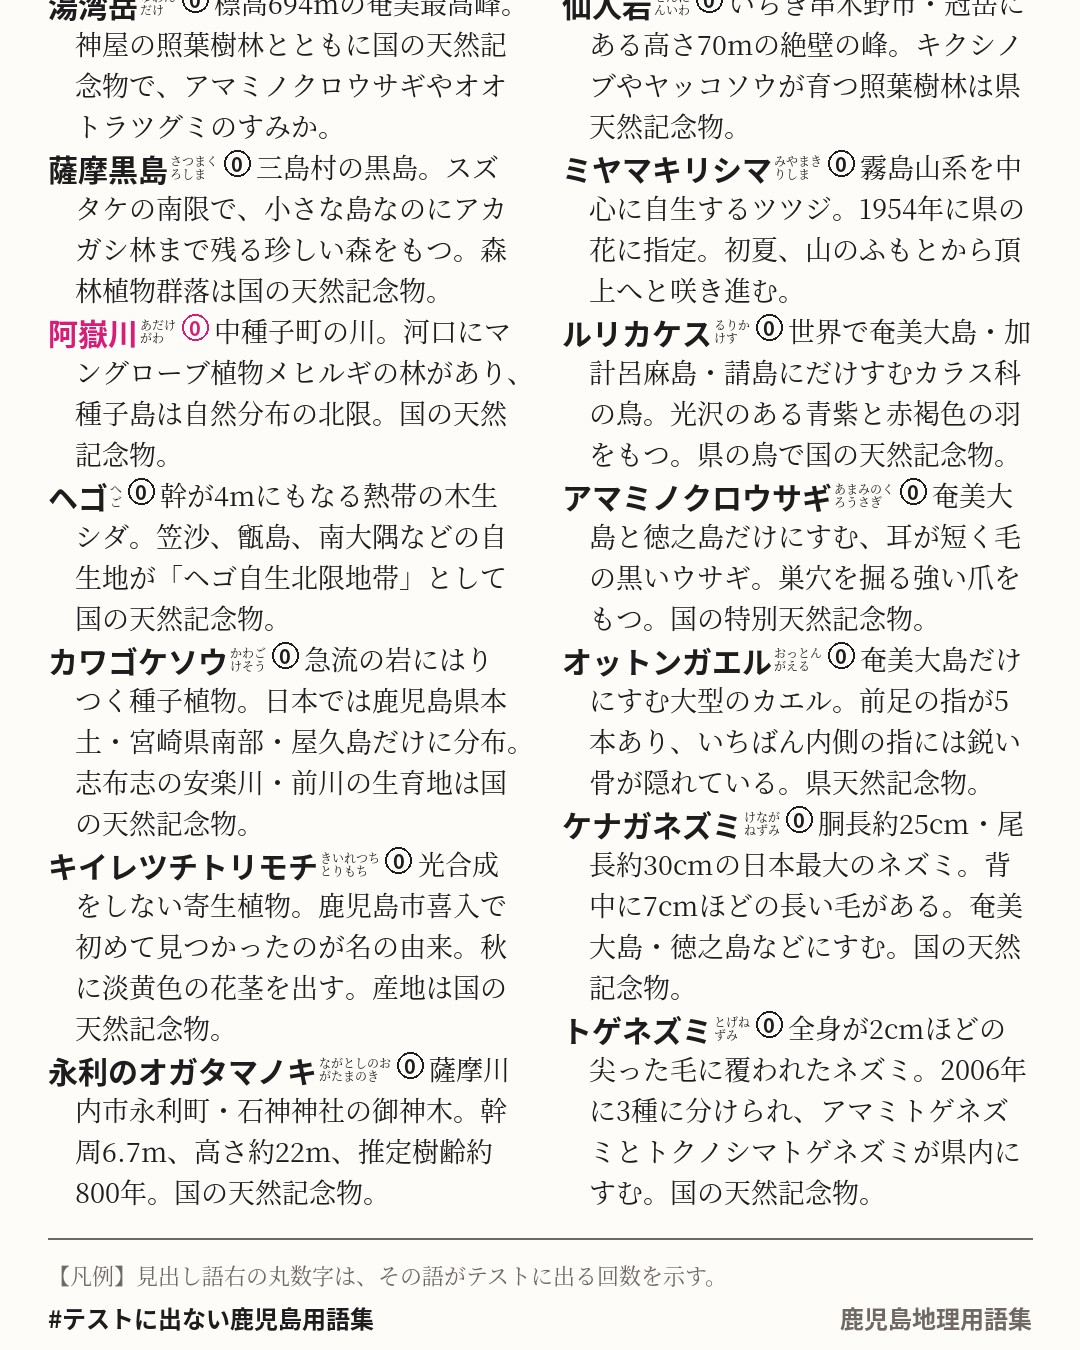 湯湾岳 だけ ⓪ 標高694mの奄美最高峰。
神屋の照葉樹林とともに国の天然記
念物で、アマミノクロウサギやオオ
トラツグミのすみか。
薩摩黒島 さつまくろしま ⓪ 三島村の黒島。スズ
タケの南限で、小さな島なのにアカ
ガシ林まで残る珍しい森をもつ。森
林植物群落は国の天然記念物。
阿嶽川 あだけがわ ⓪ 中種子町の川。河口にマ
ングローブ植物メヒルギの林があり、
種子島は自然分布の北限。国の天然
記念物。
ヘゴ へご ⓪ 幹が4mにもなる熱帯の木生
シダ。笠沙、甑島、南大隅などの自
生地が「ヘゴ自生北限地帯」として
国の天然記念物。
カワゴケソウ かわごけそう ⓪ 急流の岩にはり
つく種子植物。日本では鹿児島県本
土・宮崎県南部・屋久島だけに分布。
志布志の安楽川・前川の生育地は国
の天然記念物。
キイレツチトリモチ きいれつちとりもち ⓪ 光合成
をしない寄生植物。鹿児島市喜入で
初めて見つかったのが名の由来。秋
に淡黄色の花茎を出す。産地は国の
天然記念物。
永利のオガタマノキ ながとしのおがたまのき ⓪ 薩摩川
内市永利町・石神神社の御神木。幹
周6.7m、高さ約22m、推定樹齢約
800年。国の天然記念物。
仙人岩 んいわ ⓪ いちき串木野市・冠岳に
ある高さ70mの絶壁の峰。キクシノ
ブやヤッコソウが育つ照葉樹林は県
天然記念物。
ミヤマキリシマ みやまきりしま ⓪ 霧島山系を中
心に自生するツツジ。1954年に県の
花に指定。初夏、山のふもとから頂
上へと咲き進む。
ルリカケス るりかけす ⓪ 世界で奄美大島・加
計呂麻島・請島にだけすむカラス科
の鳥。光沢のある青紫と赤褐色の羽
をもつ。県の鳥で国の天然記念物。
アマミノクロウサギ あまみのくろうさぎ ⓪ 奄美大
島と徳之島だけにすむ、耳が短く毛
の黒いウサギ。巣穴を掘る強い爪を
もつ。国の特別天然記念物。
オットンガエル おっとんがえる ⓪ 奄美大島だけ
にすむ大型のカエル。前足の指が5
本あり、いちばん内側の指には鋭い
骨が隠れている。県天然記念物。
ケナガネズミ けながねずみ ⓪ 胴長約25cm・尾
長約30cmの日本最大のネズミ。背
中に7cmほどの長い毛がある。奄美
大島・徳之島などにすむ。国の天然
記念物。
トゲネズミ とげねずみ ⓪ 全身が2cmほどの
尖った毛に覆われたネズミ。2006年
に3種に分けられ、アマミトゲネズ
ミとトクノシマトゲネズミが県内に
すむ。国の天然記念物。
【凡例】見出し語右の丸数字は、その語がテストに出る回数を示す。
#テストに出ない鹿児島用語集
鹿児島地理用語集